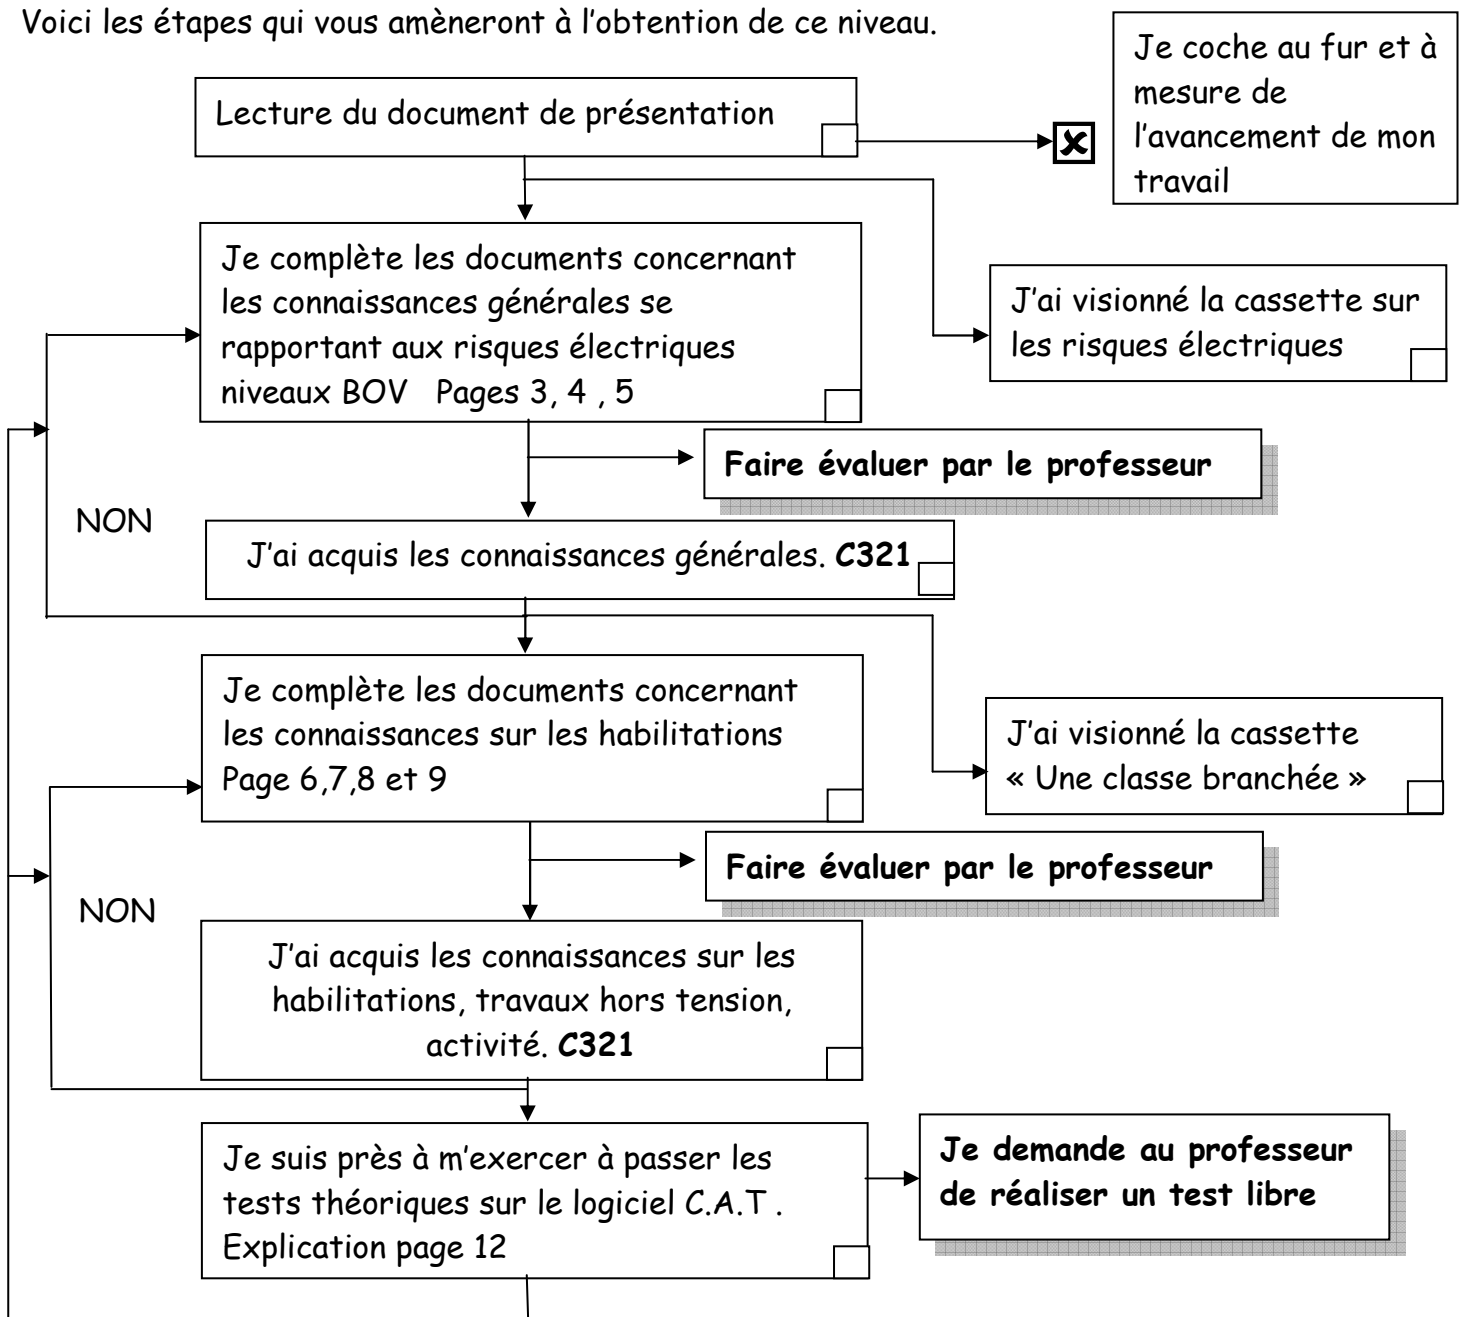 Voici les étapes qui vous amèneront à l'obtention de ce niveau.
Je coche au fur et à
mesure de
l'avancement de mon
travail
Lecture du document de présentation
Je complète les documents concernant
les connaissances générales se
rapportant aux risques électriques
niveaux BOV Pages 3, 4 , 5
J'ai visionné la cassette sur
les risques électriques
Faire évaluer par le professeur
NON
J'ai acquis les connaissances générales. C321
Je complète les documents concernant
les connaissances sur les habilitations
Page 6,7,8 et 9
J'ai visionné la cassette
« Une classe branchée »
Faire évaluer par le professeur
NON
J'ai acquis les connaissances sur les
habilitations, travaux hors tension,
activité. C321
Je suis près à m'exercer à passer les
tests théoriques sur le logiciel C.A.T .
Explication page 12
Je demande au professeur
de réaliser un test libre